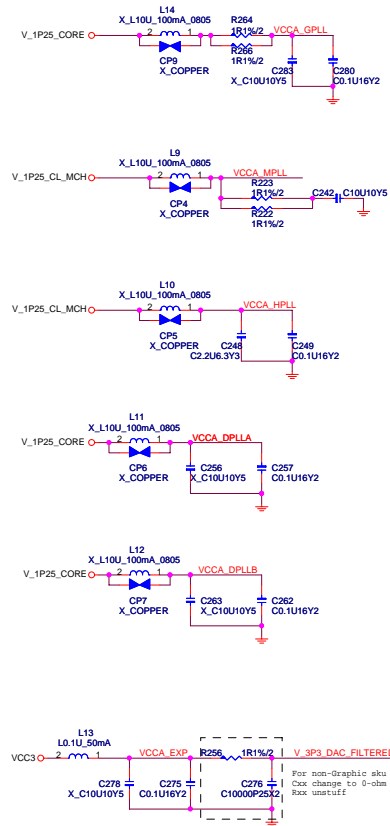 L14
X_L10U_100mA_0805
V_1P25_CORE
2
1
CP9
X_COPPER
R264
1R1%/2
R266
1R1%/2
VCCA_GPLL
C283
X_C10U10Y5
C280
C0.1U16Y2
L9
X_L10U_100mA_0805
V_1P25_CL_MCH
2
1
CP4
X_COPPER
VCCA_MPLL
R223
1R1%/2
R222
1R1%/2
C242
C10U10Y5
L10
X_L10U_100mA_0805
V_1P25_CL_MCH
2
1
CP5
X_COPPER
VCCA_HPLL
C248
C2.2U6.3Y3
C249
C0.1U16Y2
L11
X_L10U_100mA_0805
V_1P25_CORE
2
1
CP6
X_COPPER
VCCA_DPLLA
C256
X_C10U10Y5
C257
C0.1U16Y2
L12
X_L10U_100mA_0805
V_1P25_CORE
2
1
CP7
X_COPPER
VCCA_DPLLB
C263
X_C10U10Y5
C262
C0.1U16Y2
L13
L0.1U_50mA
VCC3
2
1
VCCA_EXP
R256
1R1%/2
V_3P3_DAC_FILTERED
C278
X_C10U10Y5
C275
C0.1U16Y2
C276
C10000P25X2
For non-Graphic sku
Cxx change to 0-ohm
Rxx unstuff